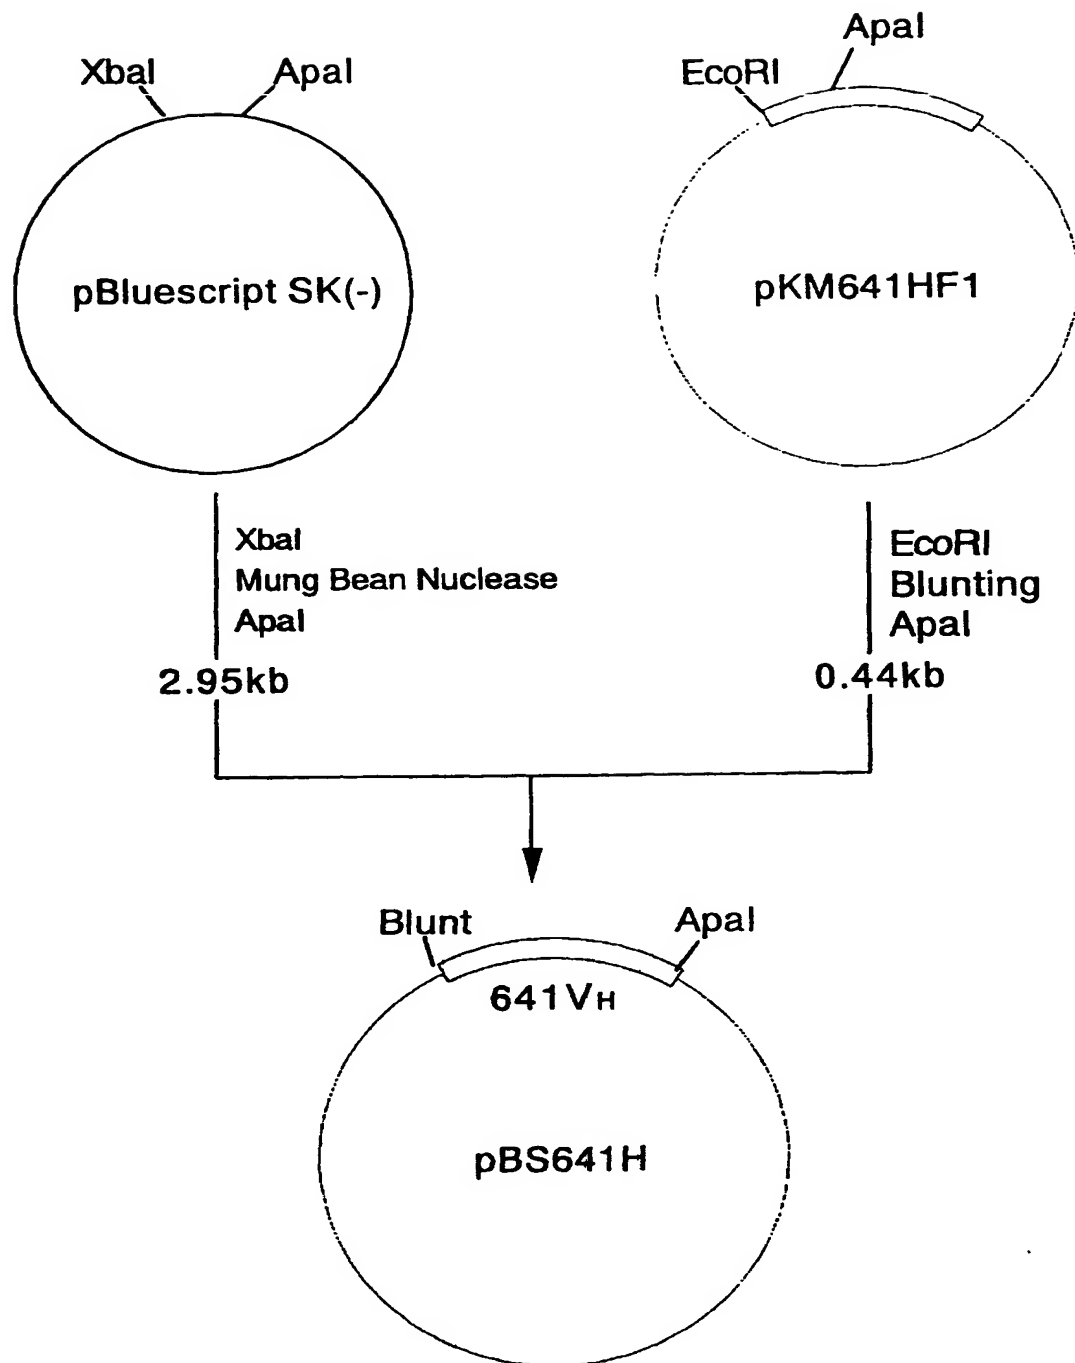 XbaI
ApaI
EcoRI
ApaI
pBluescript SK(-)
pKM641HF1
XbaI
Mung Bean Nuclease
ApaI
2.95kb
EcoRI
Blunting
ApaI
0.44kb
Blunt
ApaI
641VH
pBS641H